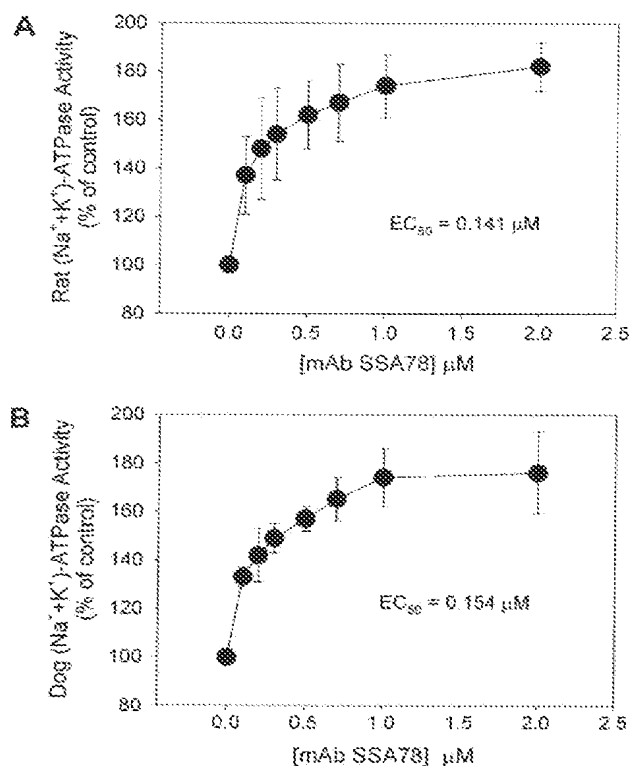 A
Rat (Na⁺+K⁺)-ATPase Activity
(% of control)
200
180
160
140
120
100
80
EC₅₀ = 0.141 μM
0.0 0.5 1.0 1.5 2.0 2.5
[mAb SSA78] μM
B
Dog (Na⁺+K⁺)-ATPase Activity
(% of control)
200
180
160
140
120
100
80
EC₅₀ = 0.154 μM
0.0 0.5 1.0 1.5 2.0 2.5
[mAb SSA78] μM